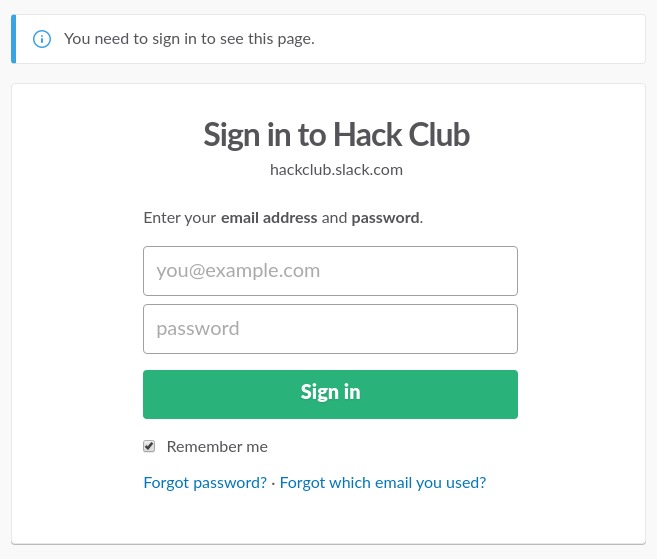 You need to sign in to see this page.
Sign in to Hack Club
hackclub.slack.com
Enter your email address and password.
you@example.com
password
Sign in
Remember me
Forgot password? · Forgot which email you used?